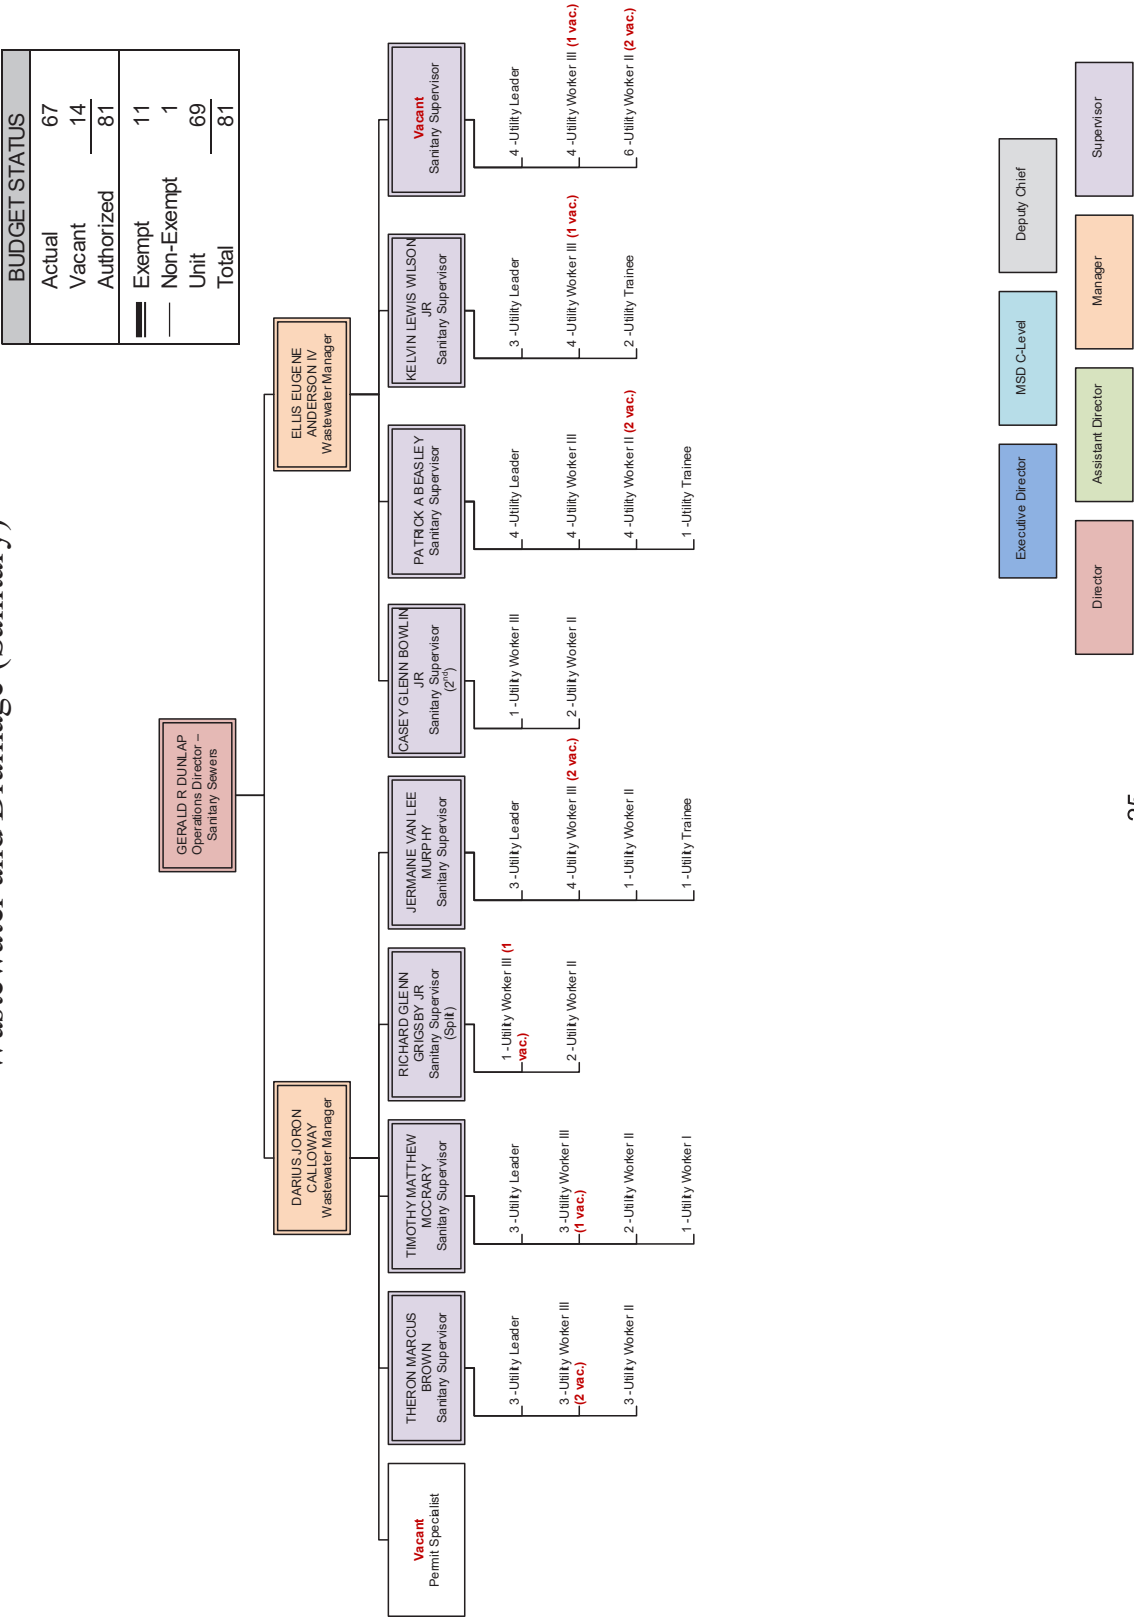 Wastewater and Drainage (Sanitary)
BUDGET STATUS
Actual 67
Vacant 14
Authorized 81
Exempt 11
Non-Exempt 1
Unit 69
Total 81
GERALD R DUNLAP
Operations Director –
Sanitary Sewers
DARIUS JORON
CALLOWAY
Wastewater Manager
ELLIS EUGENE
ANDERSON IV
Wastewater Manager
Vacant
Permit Specialist
THERON MARCUS
BROWN
Sanitary Supervisor
3 -Utility Leader
3 -Utility Worker III
(2 vac.)
3 -Utility Worker II
TIMOTHY MATTHEW
MCCRARY
Sanitary Supervisor
3 -Utility Leader
3 -Utility Worker III
(1 vac.)
2 -Utility Worker II
1 -Utility Worker I
RICHARD GLENN
GRIGSBY JR
Sanitary Supervisor
(Split)
1 -Utility Worker III (1
vac.)
2 -Utility Worker II
JERMAINE VAN LEE
MURPHY
Sanitary Supervisor
3 -Utility Leader
4 -Utility Worker III (2 vac.)
1 -Utility Worker II
1 -Utility Trainee
CASEY GLENN BOWLIN
JR
Sanitary Supervisor
(2nd)
1 -Utility Worker III
2 -Utility Worker II
PATRICK A BEASLEY
Sanitary Supervisor
4 -Utility Leader
4 -Utility Worker III
4 -Utility Worker II (2 vac.)
1 -Utility Trainee
KELVIN LEWIS WILSON
JR
Sanitary Supervisor
3 -Utility Leader
4 -Utility Worker III (1 vac.)
2 -Utility Trainee
Vacant
Sanitary Supervisor
4 -Utility Leader
4 -Utility Worker III (1 vac.)
6 -Utility Worker II (2 vac.)
Executive Director
MSD C-Level
Deputy Chief
Director
Assistant Director
Manager
Supervisor